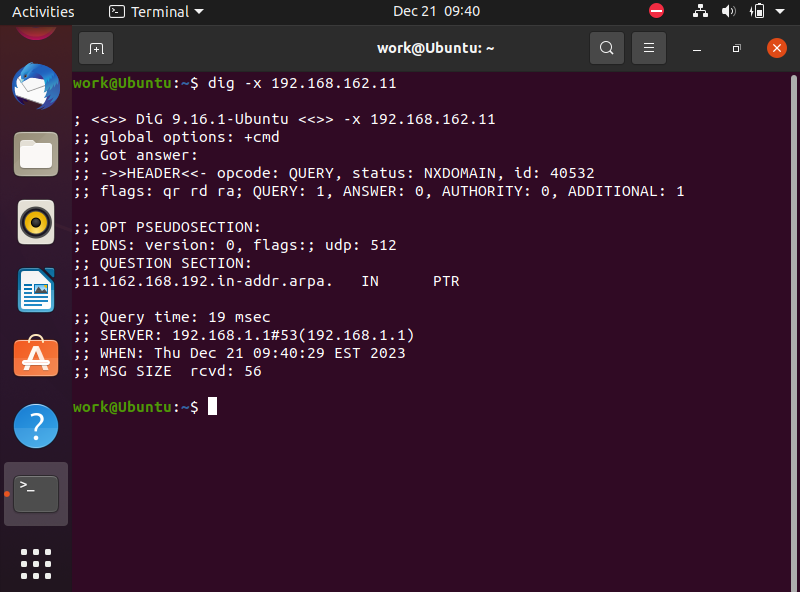 Activities Terminal Dec 21 09:40
work@Ubuntu: ~
work@Ubuntu:~$ dig -x 192.168.162.11
; <<>> DiG 9.16.1-Ubuntu <<>> -x 192.168.162.11
;; global options: +cmd
;; Got answer:
;; ->>HEADER<<- opcode: QUERY, status: NXDOMAIN, id: 40532
;; flags: qr rd ra; QUERY: 1, ANSWER: 0, AUTHORITY: 0, ADDITIONAL: 1
;; OPT PSEUDOSECTION:
; EDNS: version: 0, flags:; udp: 512
;; QUESTION SECTION:
;11.162.168.192.in-addr.arpa. IN PTR
;; Query time: 19 msec
;; SERVER: 192.168.1.1#53(192.168.1.1)
;; WHEN: Thu Dec 21 09:40:29 EST 2023
;; MSG SIZE rcvd: 56
work@Ubuntu:~$